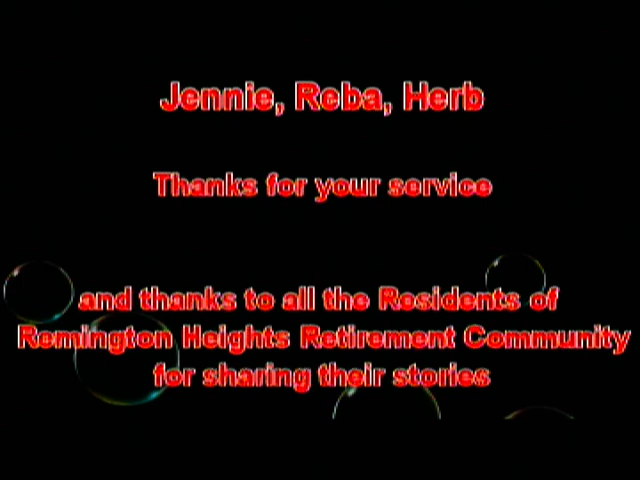 Jennie, Reba, Herb
Thanks for your service
and thanks to all the Residents of
Remington Heights Retirement Community
for sharing their stories